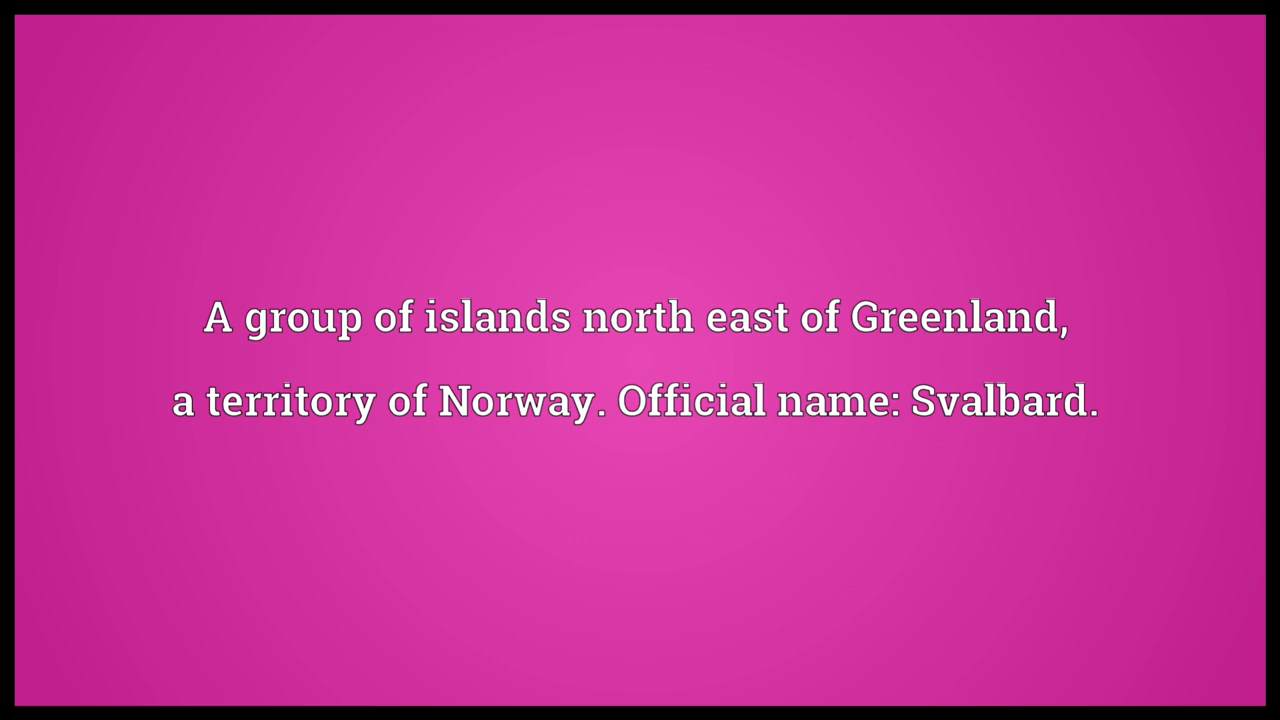 A group of islands north east of Greenland,
a territory of Norway. Official name: Svalbard.